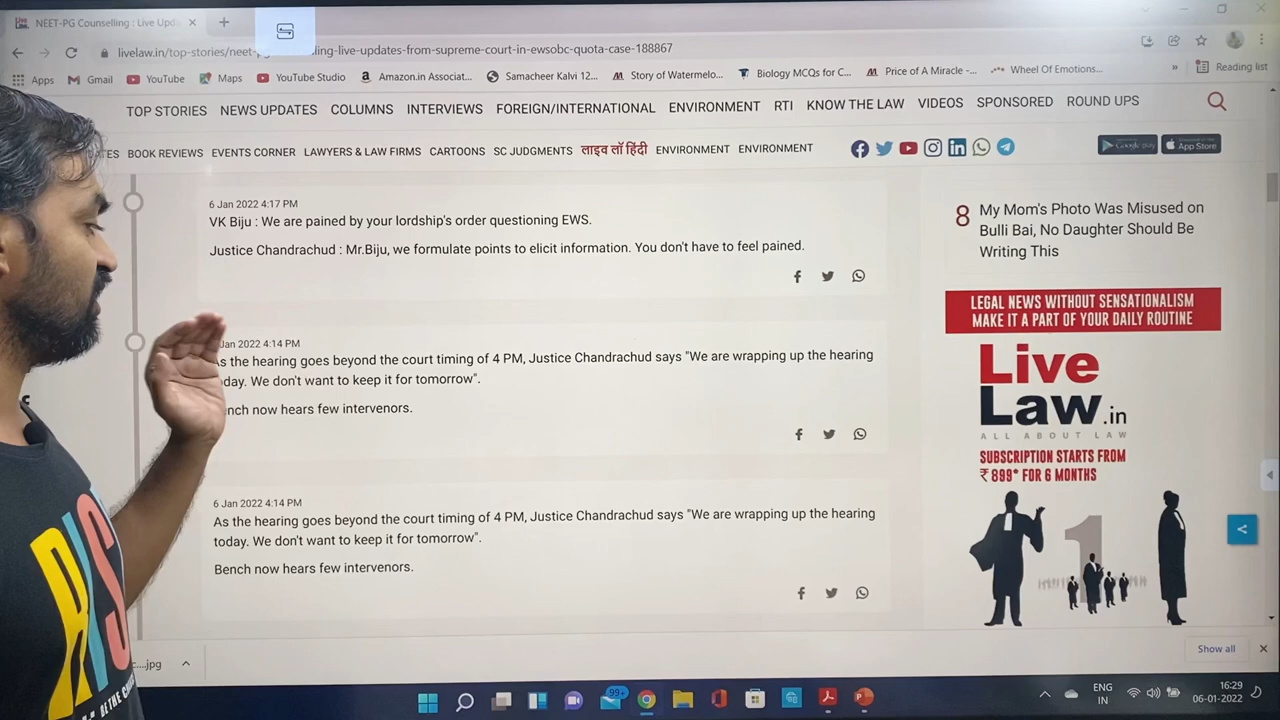 NEET-PG Counselling : Live Upda
livelaw.in/top-stories/neet-
ling-live-updates-from-supreme-court-in-ewsobc-quota-case-188867
Apps Gmail YouTube Maps YouTube Studio Amazon.in Associat... Samacheer Kalvi 12... Story of Watermelo... Biology MCQs for C... Price of A Miracle -... Wheel Of Emotions... » Reading list
TOP STORIES NEWS UPDATES COLUMNS INTERVIEWS FOREIGN/INTERNATIONAL ENVIRONMENT RTI KNOW THE LAW VIDEOS SPONSORED ROUND UPS
ATES BOOK REVIEWS EVENTS CORNER LAWYERS & LAW FIRMS CARTOONS SC JUDGMENTS लाइव लॉ हिंदी ENVIRONMENT ENVIRONMENT
Google play App Store
6 Jan 2022 4:17 PM
VK Biju : We are pained by your lordship's order questioning EWS.
Justice Chandrachud : Mr.Biju, we formulate points to elicit information. You don't have to feel pained.
Jan 2022 4:14 PM
As the hearing goes beyond the court timing of 4 PM, Justice Chandrachud says "We are wrapping up the hearing
day. We don't want to keep it for tomorrow".
ench now hears few intervenors.
6 Jan 2022 4:14 PM
As the hearing goes beyond the court timing of 4 PM, Justice Chandrachud says "We are wrapping up the hearing
today. We don't want to keep it for tomorrow".
Bench now hears few intervenors.
8 My Mom's Photo Was Misused on
Bulli Bai, No Daughter Should Be
Writing This
LEGAL NEWS WITHOUT SENSATIONALISM
MAKE IT A PART OF YOUR DAILY ROUTINE
Live
Law.in
ALL ABOUT LAW
SUBSCRIPTION STARTS FROM
₹899* FOR 6 MONTHS
1
c....jpg
Show all
99+
ENG
IN
16:29
06-01-2022